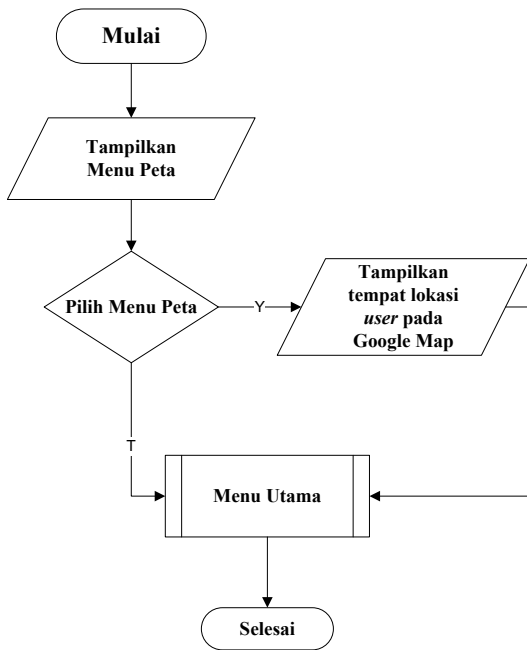 Mulai
Tampilkan
Menu Peta
Pilih Menu Peta
Y
Tampilkan
tempat lokasi
user pada
Google Map
T
Menu Utama
Selesai